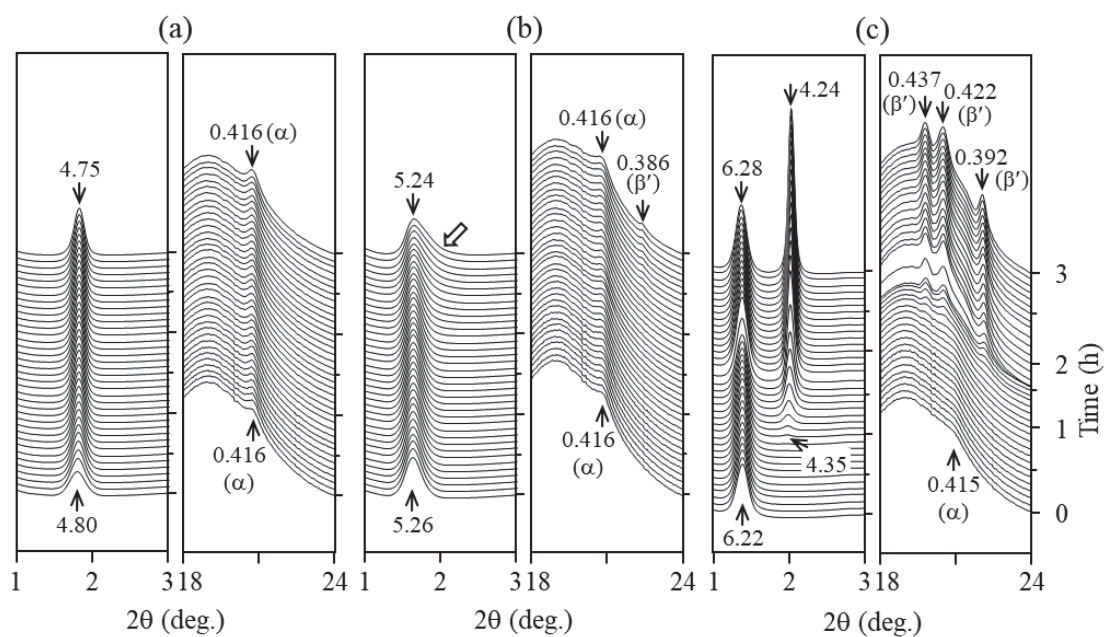 (a)
(b)
(c)
4.75
0.416 (α)
4.80
0.416
(α)
5.24
0.416 (α)
0.386
(β′)
5.26
0.416
(α)
6.28
4.24
4.35
6.22
0.437
(β′)
0.422
(β′)
0.392
(β′)
0.415
(α)
3
2
1
0
Time (h)
1 2 3 18 24
1 2 3 18 24
1 2 3 18 24
2θ (deg.) 2θ (deg.) 2θ (deg.)